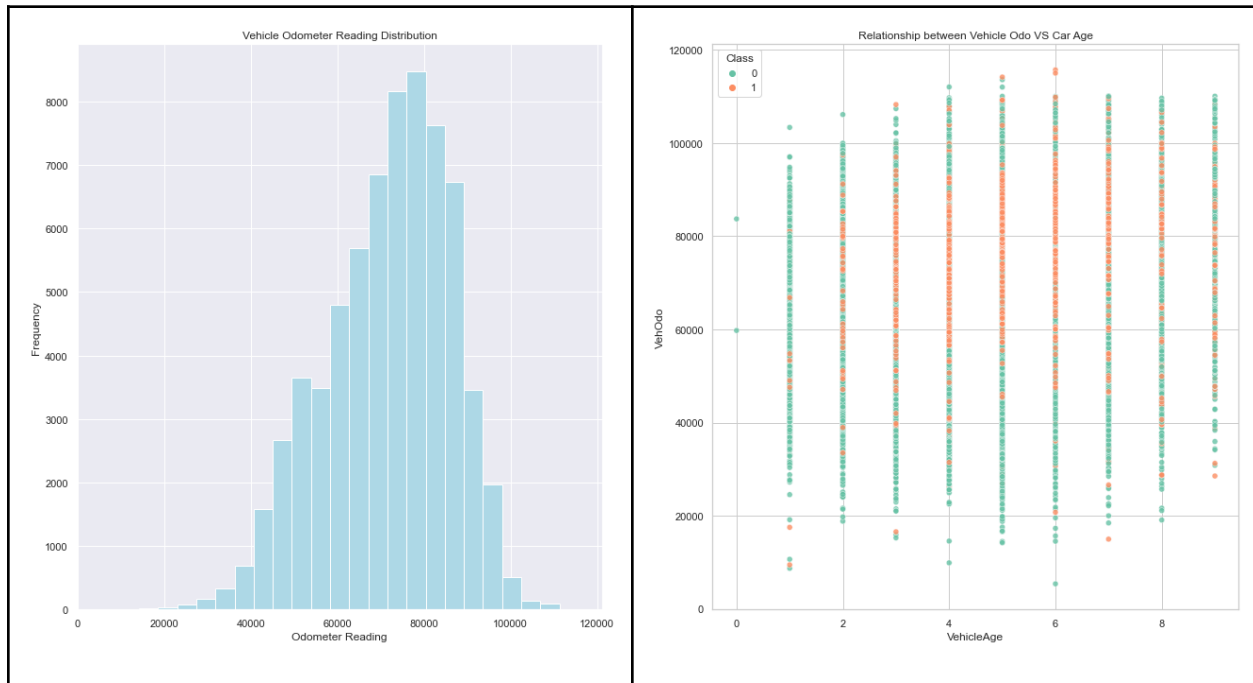 Vehicle Odometer Reading Distribution
8000
7000
6000
5000
4000
3000
2000
1000
0
Frequency
0 20000 40000 60000 80000 100000 120000
Odometer Reading
Relationship between Vehicle Odo VS Car Age
Class
0
1
120000
100000
80000
60000
40000
20000
0
VehOdo
0 2 4 6 8
VehicleAge